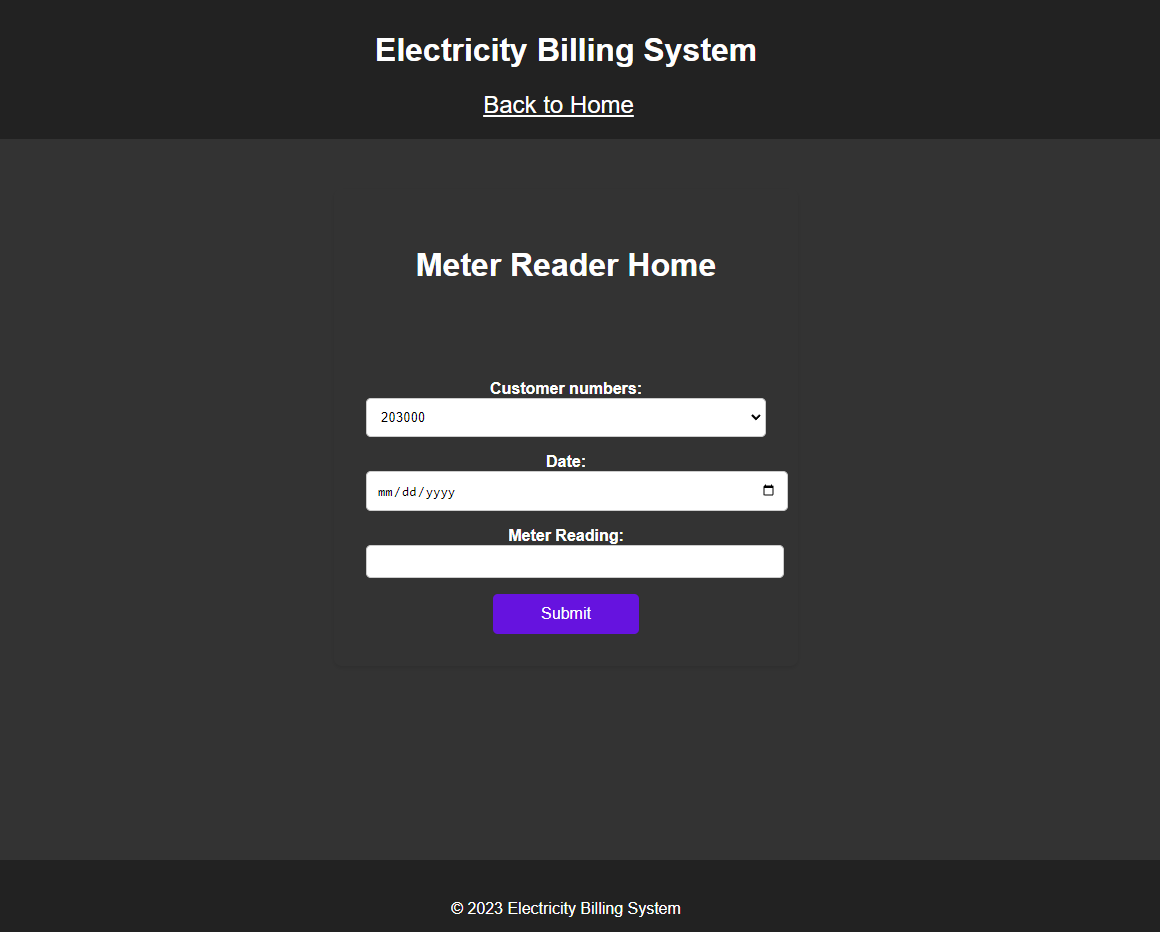 Electricity Billing System
Back to Home
Meter Reader Home
Customer numbers:
203000
Date:
mm/dd/yyyy
Meter Reading:
Submit
© 2023 Electricity Billing System